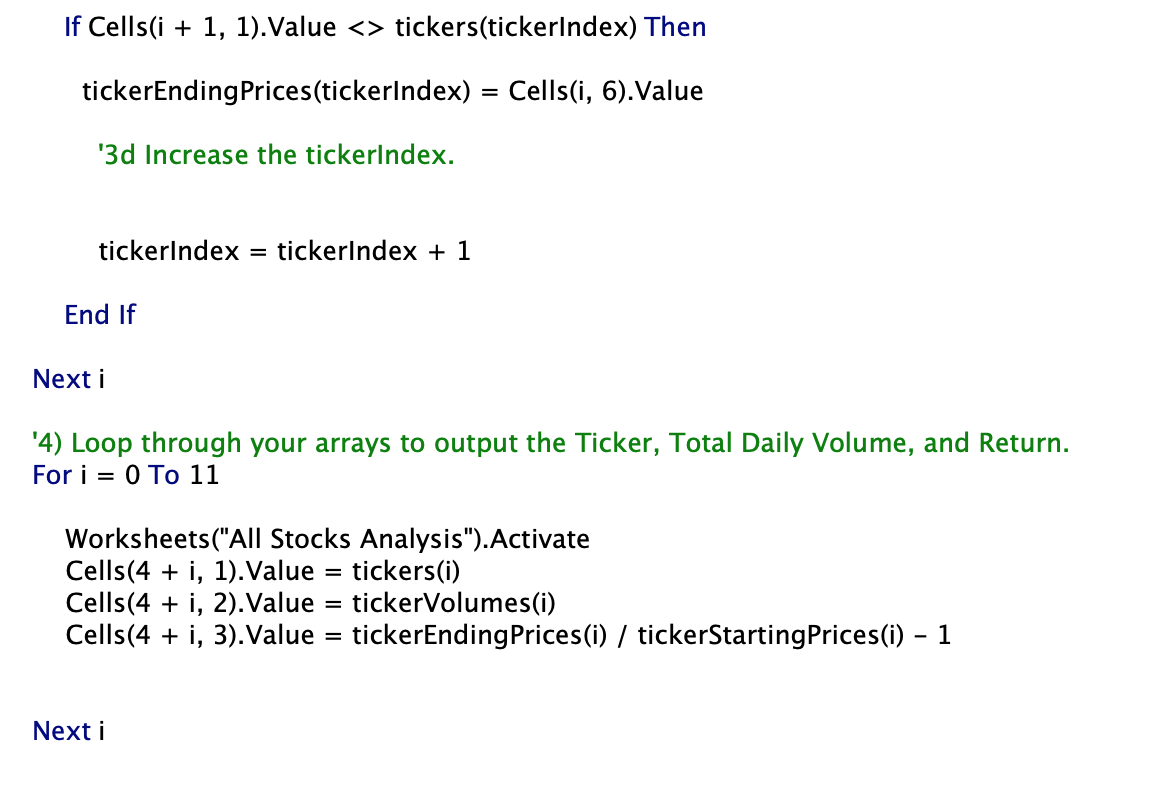 If Cells(i + 1, 1).Value <> tickers(tickerIndex) Then
tickerEndingPrices(tickerIndex) = Cells(i, 6).Value
'3d Increase the tickerIndex.
tickerIndex = tickerIndex + 1
End If
Next i
'4) Loop through your arrays to output the Ticker, Total Daily Volume, and Return.
For i = 0 To 11
Worksheets("All Stocks Analysis").Activate
Cells(4 + i, 1).Value = tickers(i)
Cells(4 + i, 2).Value = tickerVolumes(i)
Cells(4 + i, 3).Value = tickerEndingPrices(i) / tickerStartingPrices(i) - 1
Next i